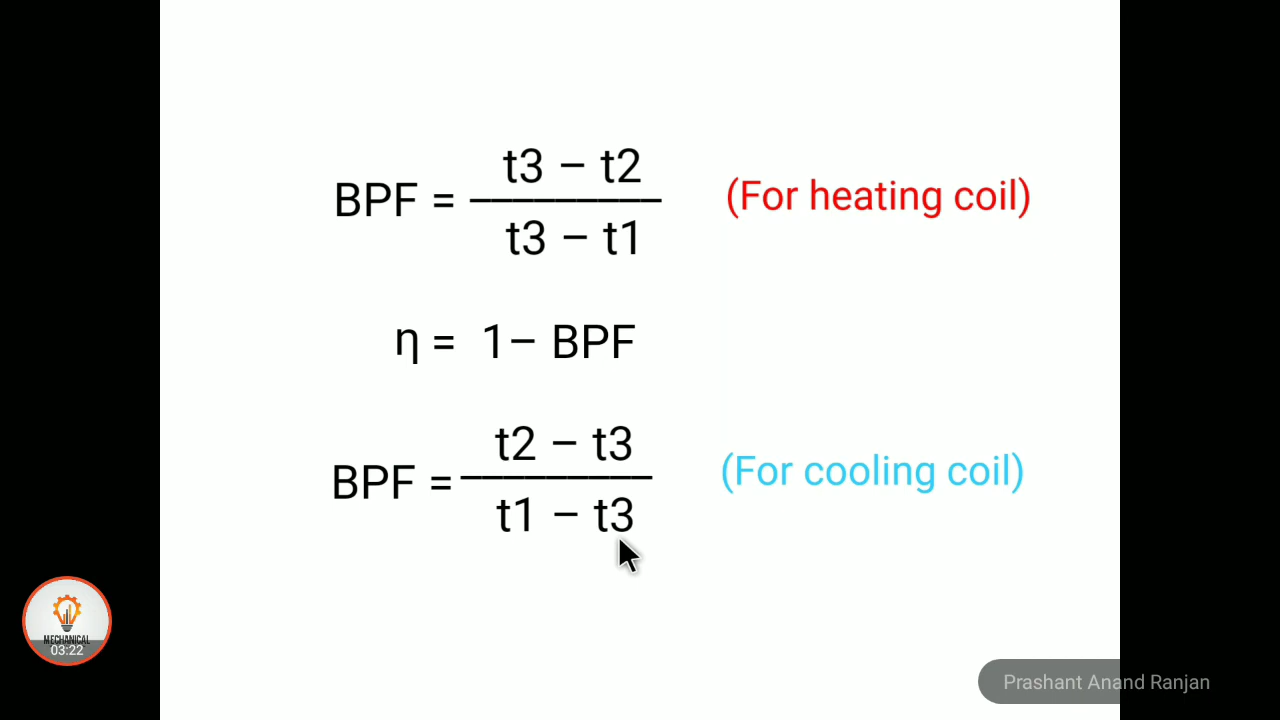 t3 – t2
BPF = ————— (For heating coil)
t3 – t1
η = 1– BPF
t2 – t3
BPF = ————— (For cooling coil)
t1 – t3
MECHANICAL
03:22
Prashant Anand Ranjan